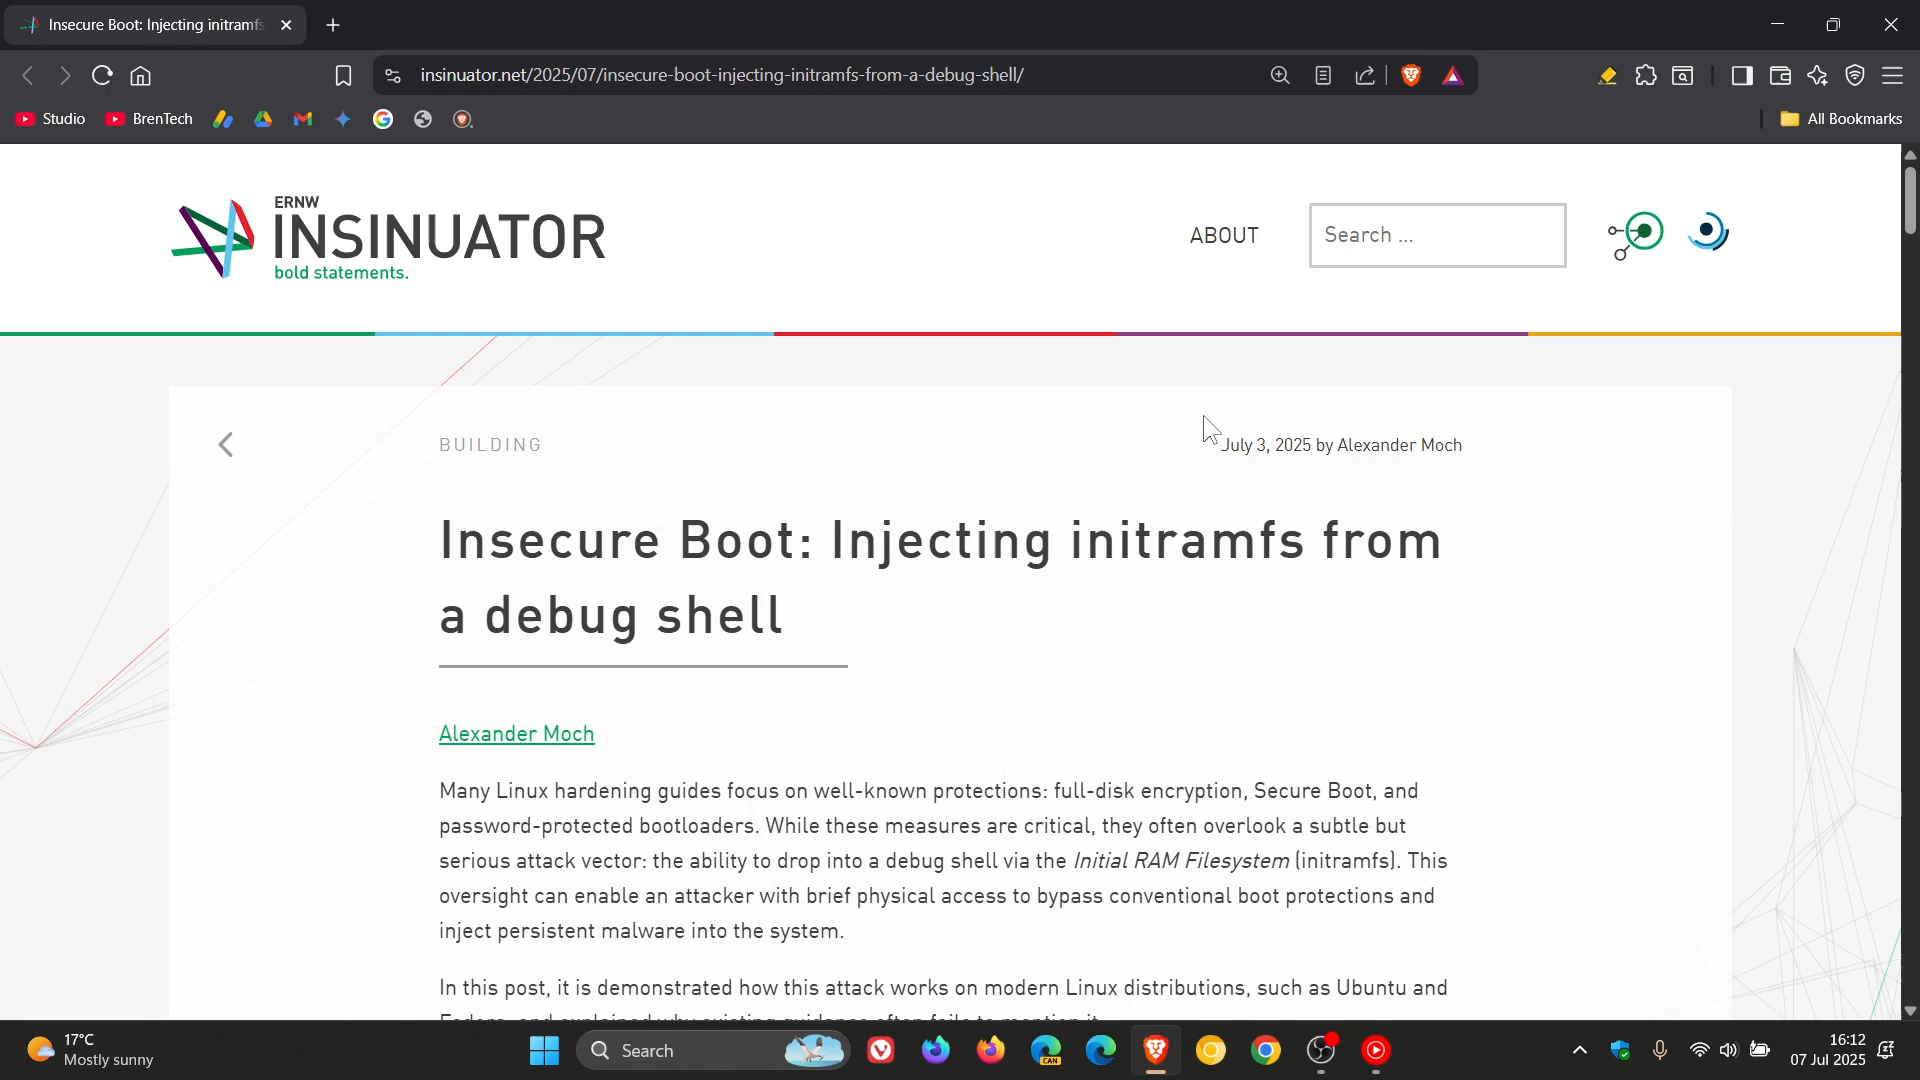 Insecure Boot: Injecting initramfs
insinuator.net/2025/07/insecure-boot-injecting-initramfs-from-a-debug-shell/
Studio
BrenTech
All Bookmarks
ERNW
INSINUATOR
bold statements.
ABOUT
Search ...
BUILDING
July 3, 2025 by Alexander Moch
Insecure Boot: Injecting initramfs from
a debug shell
Alexander Moch
Many Linux hardening guides focus on well-known protections: full-disk encryption, Secure Boot, and
password-protected bootloaders. While these measures are critical, they often overlook a subtle but
serious attack vector: the ability to drop into a debug shell via the Initial RAM Filesystem (initramfs). This
oversight can enable an attacker with brief physical access to bypass conventional boot protections and
inject persistent malware into the system.
In this post, it is demonstrated how this attack works on modern Linux distributions, such as Ubuntu and
17°C
Mostly sunny
Search
CAN
16:12
07 Jul 2025